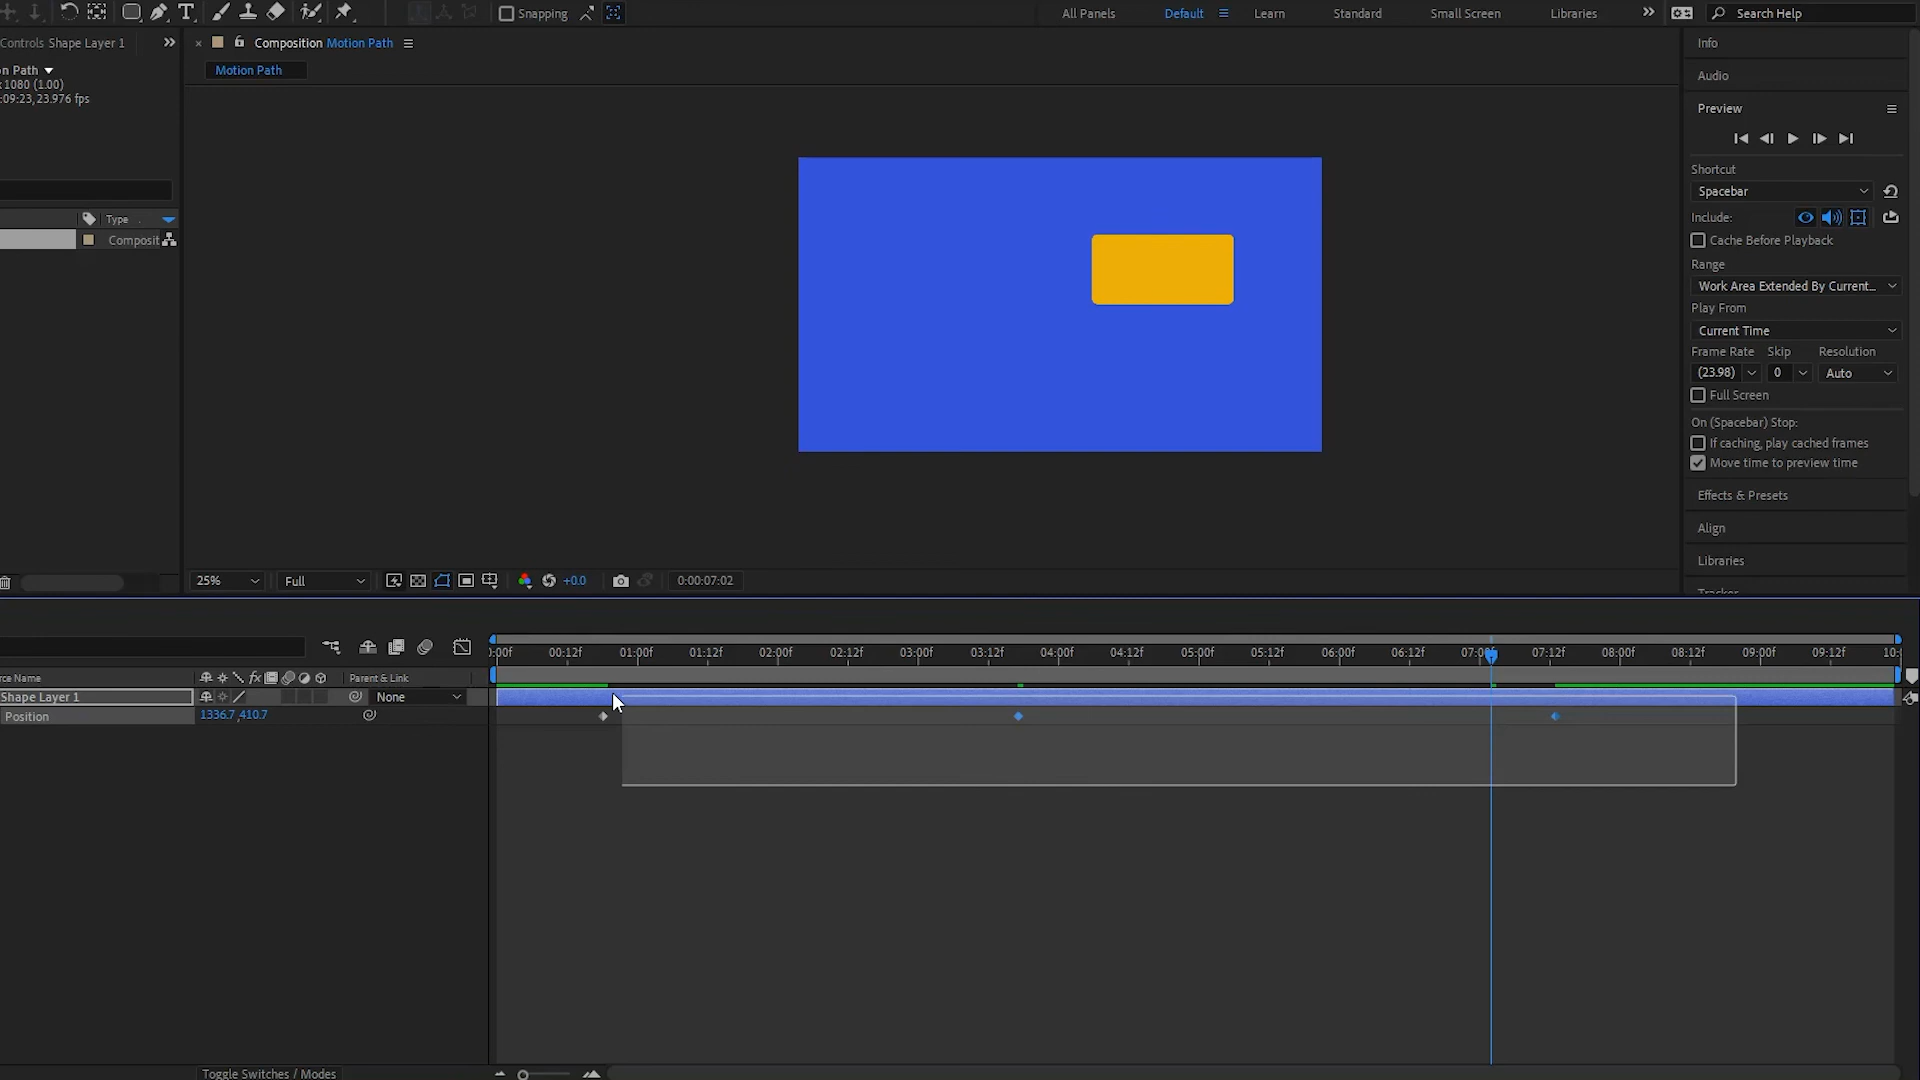 Snapping
All Panels
Default
Learn
Standard
Small Screen
Libraries
Search Help
Controls Shape Layer 1
Composition Motion Path
Info
n Path
Motion Path
x 1080 (1.00)
:09:23, 23.976 fps
Audio
Preview
Shortcut
Spacebar
Include:
Type
Composit
Cache Before Playback
Range
Work Area Extended By Current...
Play From
Current Time
Frame Rate Skip Resolution
(23.98) 0 Auto
Full Screen
On (Spacebar) Stop:
If caching, play cached frames
Move time to preview time
Effects & Presets
Align
Libraries
Tracker
25%
Full
+0.0
0:00:07:02
:00f 00:12f 01:00f 01:12f 02:00f 02:12f 03:00f 03:12f 04:00f 04:12f 05:00f 05:12f 06:00f 06:12f 07:00f 07:12f 08:00f 08:12f 09:00f 09:12f 10:
rce Name
fx
Parent & Link
Shape Layer 1
None
Position
1336.7,410.7
Toggle Switches / Modes